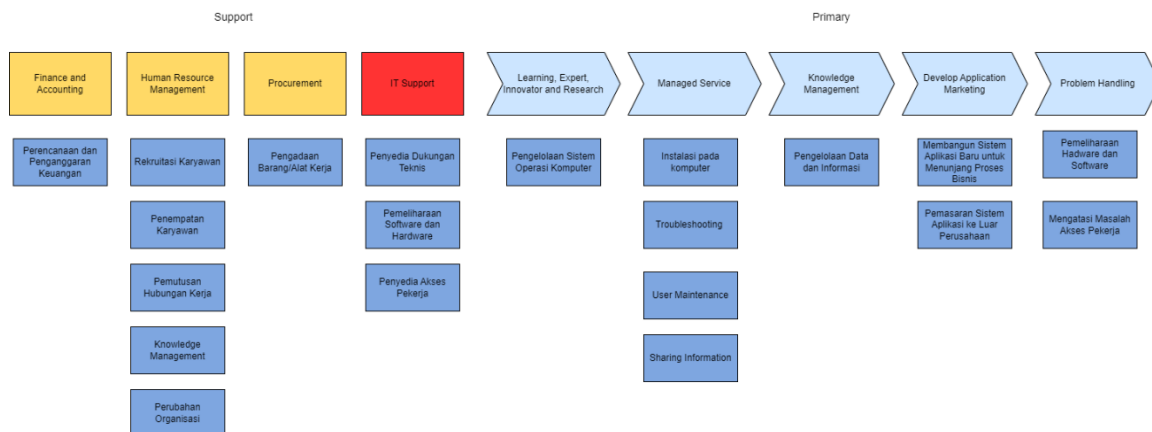 Support
Primary
Finance and
Accounting
Human Resource
Management
Procurement
IT Support
Learning, Expert,
Innovator and Research
Managed Service
Knowledge
Management
Develop Application
Marketing
Problem Handling
Perencanaan dan
Penganggaran
Keuangan
Rekruitasi Karyawan
Pengadaan
Barang/Alat Kerja
Penyedia Dukungan
Teknis
Pengelolaan Sistem
Operasi Komputer
Instalasi pada
komputer
Pengelolaan Data
dan Informasi
Membangun Sistem
Aplikasi Baru untuk
Menunjang Proses
Bisnis
Pemeliharaan
Hadware dan
Software
Penempatan
Karyawan
Pemeliharaan
Software dan
Hardware
Troubleshooting
Pemasaran Sistem
Aplikasi ke Luar
Perusahaan
Mengatasi Masalah
Akses Pekerja
Pemutusan
Hubungan Kerja
Penyedia Akses
Pekerja
User Maintenance
Knowledge
Management
Sharing Information
Perubahan
Organisasi